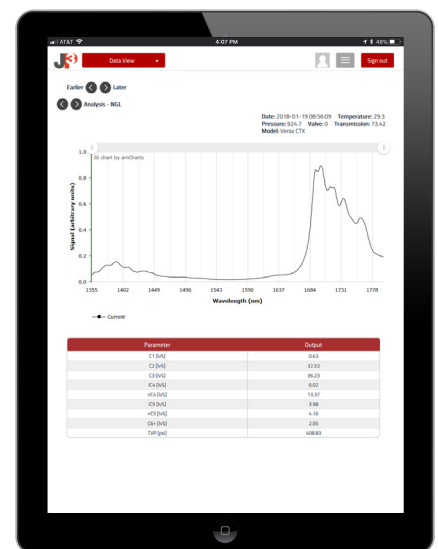 AT&T
4:07 PM
48%
JP3
Data View
Sign out
Earlier
Later
Analysis - NGL
Date: 2018-01-19 08:56:09 Temperature: 29.3
Pressure: 924.7 Valve: 0 Transmission: 73.42
Model: Verax CTX
JS chart by amCharts
Signal (arbitrary units)
1.0
0.8
0.6
0.4
0.2
0.0
1355 1402 1449 1496 1543 1590 1637 1684 1731 1778
Wavelength (nm)
Current
Parameter Output
C1 [lv%] 0.63
C2 [lv%] 32.53
C3 [lv%] 36.23
iC4 [lv%] 6.02
nC4 [lv%] 13.37
iC5 [lv%] 3.98
nC5 [lv%] 4.16
C6+ [lv%] 2.95
TVP [psi] 408.83